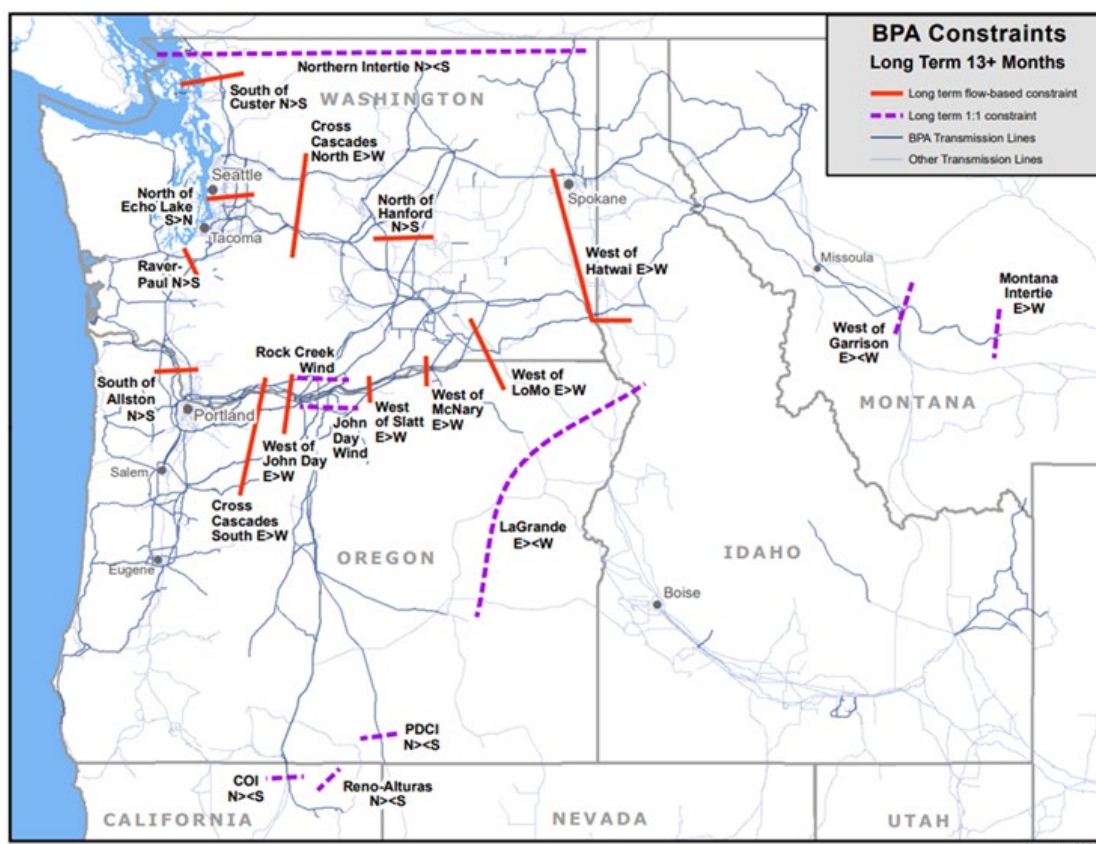 BPA Constraints
Long Term 13+ Months
Long term flow-based constraint
Long term 1:1 constraint
BPA Transmission Lines
Other Transmission Lines
Northern Intertie N><S
South of
Custer N>S
WASHINGTON
Cross
Cascades
North E>W
Seattle
North of
Echo Lake
S>N
Tacoma
North of
Hanford
N>S
Spokane
Raver-
Paul N>S
West of
Hatwai E>W
Missoula
Montana
Intertie
E>W
West of
Garrison
E><W
MONTANA
Rock Creek
Wind
South of
Allston
N>S
Portland
West of
LoMo E>W
West of
McNary
E>W
West
of Slatt
E>W
John
Day
Wind
West of
John Day
E>W
Salem
Cross
Cascades
South E>W
LaGrande
E><W
OREGON
IDAHO
Eugene
Boise
PDCI
N><S
COI
N><S
Reno-Alturas
N><S
CALIFORNIA
NEVADA
UTAH